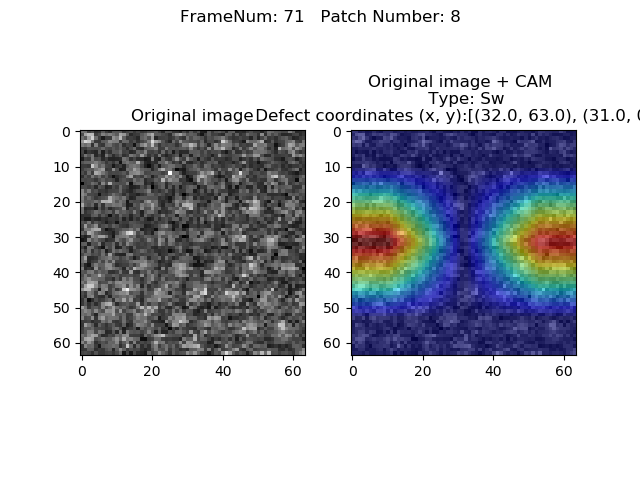 FrameNum: 71   Patch Number: 8
Original image + CAM
Type: Sw
Original image
Defect coordinates (x, y):[(32.0, 63.0), (31.0, 0
0
10
20
30
40
50
60
0 20 40 60
0
10
20
30
40
50
60
0 20 40 60